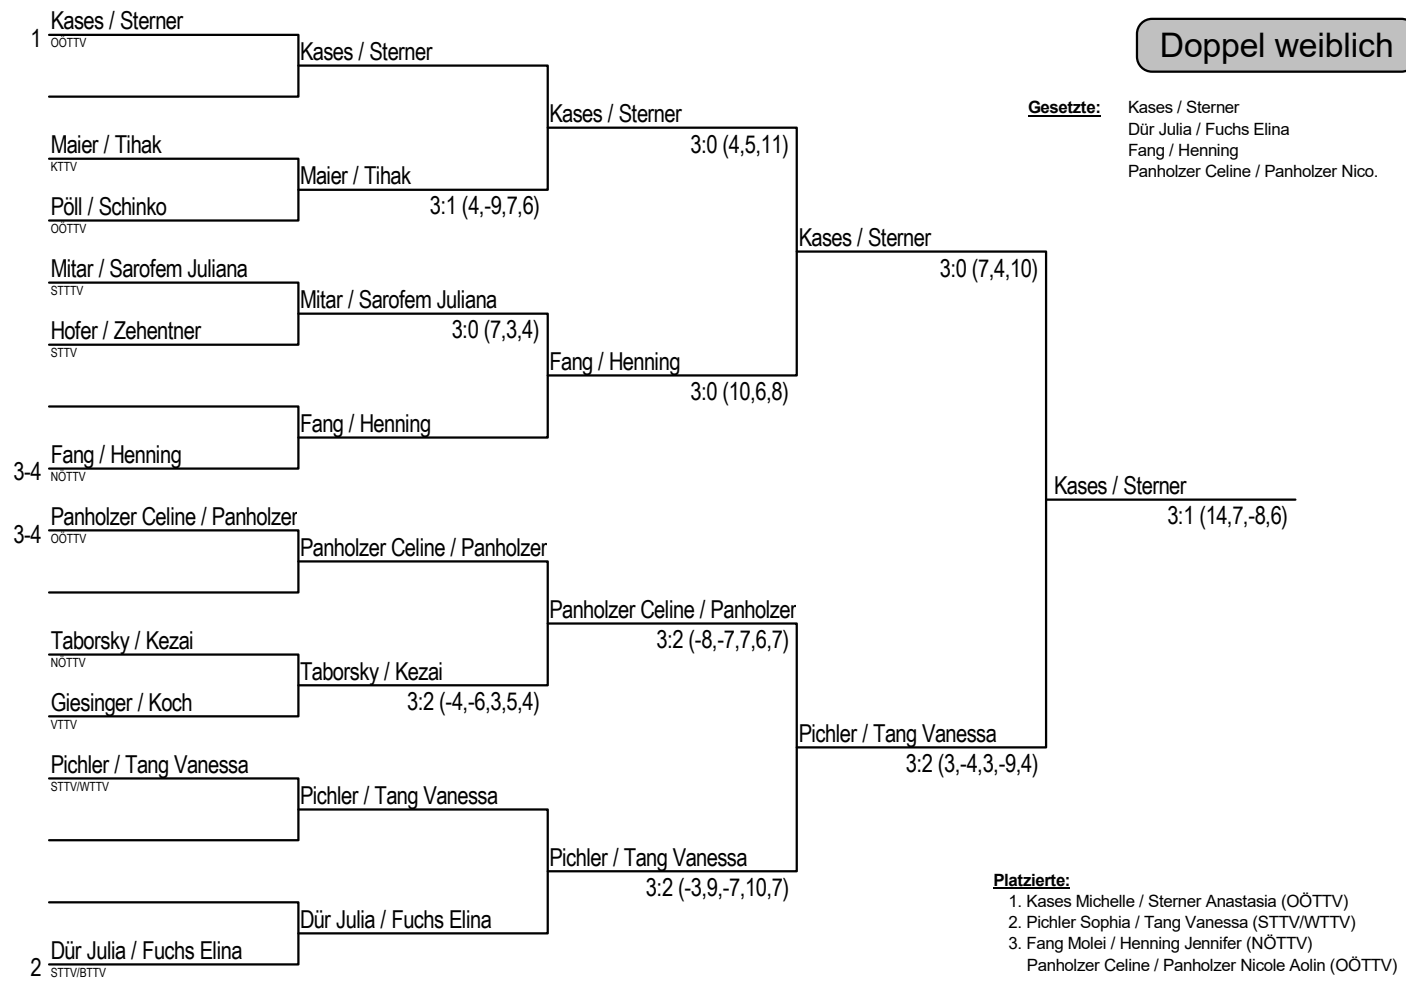 Doppel weiblich
Gesetzte: Kases / Sterner
Dür Julia / Fuchs Elina
Fang / Henning
Panholzer Celine / Panholzer Nico.
1 Kases / Sterner
OÖTTV
Maier / Tihak
KTTV
Pöll / Schinko
OÖTTV
Mitar / Sarofem Juliana
STTTV
Hofer / Zehentner
STTV
3-4 Fang / Henning
NÖTTV
3-4 Panholzer Celine / Panholzer
OÖTTV
Taborsky / Kezai
NÖTTV
Giesinger / Koch
VTTV
Pichler / Tang Vanessa
STTV/WTTV
2 Dür Julia / Fuchs Elina
STTV/BTTV
Kases / Sterner
Maier / Tihak
3:1 (4,-9,7,6)
Mitar / Sarofem Juliana
3:0 (7,3,4)
Fang / Henning
Panholzer Celine / Panholzer
Taborsky / Kezai
3:2 (-4,-6,3,5,4)
Pichler / Tang Vanessa
Dür Julia / Fuchs Elina
Kases / Sterner
3:0 (4,5,11)
Fang / Henning
3:0 (10,6,8)
Panholzer Celine / Panholzer
3:2 (-8,-7,7,6,7)
Pichler / Tang Vanessa
3:2 (-3,9,-7,10,7)
Kases / Sterner
3:0 (7,4,10)
Pichler / Tang Vanessa
3:2 (3,-4,3,-9,4)
Kases / Sterner
3:1 (14,7,-8,6)
Platzierte:
1. Kases Michelle / Sterner Anastasia (OÖTTV)
2. Pichler Sophia / Tang Vanessa (STTV/WTTV)
3. Fang Molei / Henning Jennifer (NÖTTV)
Panholzer Celine / Panholzer Nicole Aolin (OÖTTV)